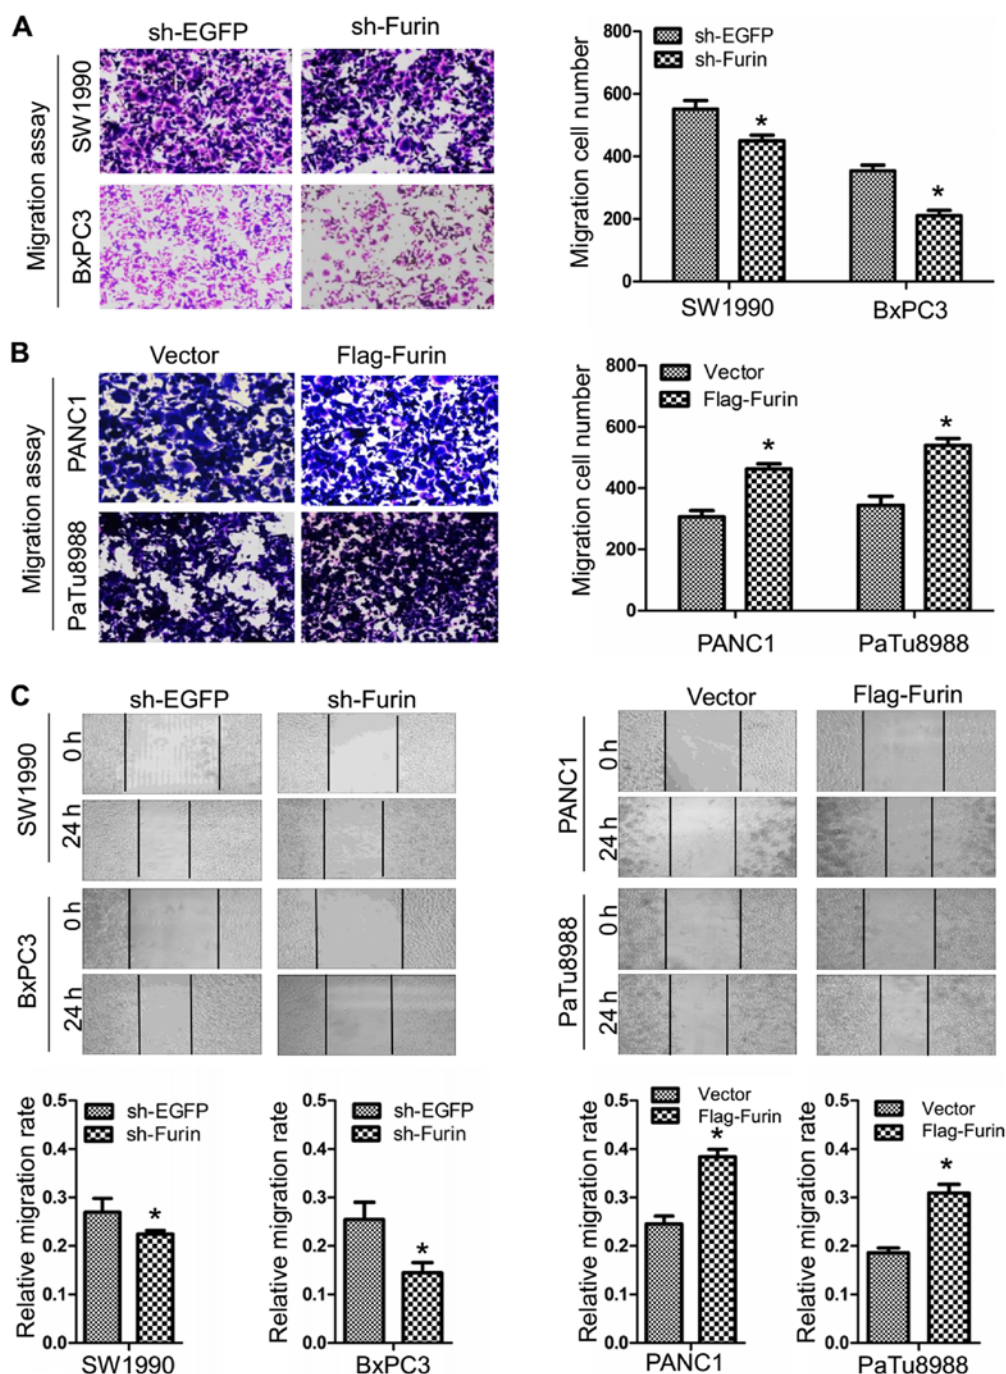 A
sh-EGFP
sh-Furin
Migration assay
SW1990
BxPC3
Migration cell number
800
600
400
200
0
sh-EGFP
sh-Furin
*
*
SW1990
BxPC3
B
Vector
Flag-Furin
Migration assay
PANC1
PaTu8988
Migration cell number
800
600
400
200
0
Vector
Flag-Furin
*
*
PANC1
PaTu8988
C
sh-EGFP
sh-Furin
SW1990
0 h
24 h
BxPC3
0 h
24 h
Vector
Flag-Furin
PANC1
0 h
24 h
PaTu8988
0 h
24 h
Relative migration rate
0.5
0.4
0.3
0.2
0.1
0.0
sh-EGFP
sh-Furin
*
SW1990
Relative migration rate
0.5
0.4
0.3
0.2
0.1
0.0
sh-EGFP
sh-Furin
*
BxPC3
Relative migration rate
0.5
0.4
0.3
0.2
0.1
0.0
Vector
Flag-Furin
*
PANC1
Relative migration rate
0.5
0.4
0.3
0.2
0.1
0.0
Vector
Flag-Furin
*
PaTu8988